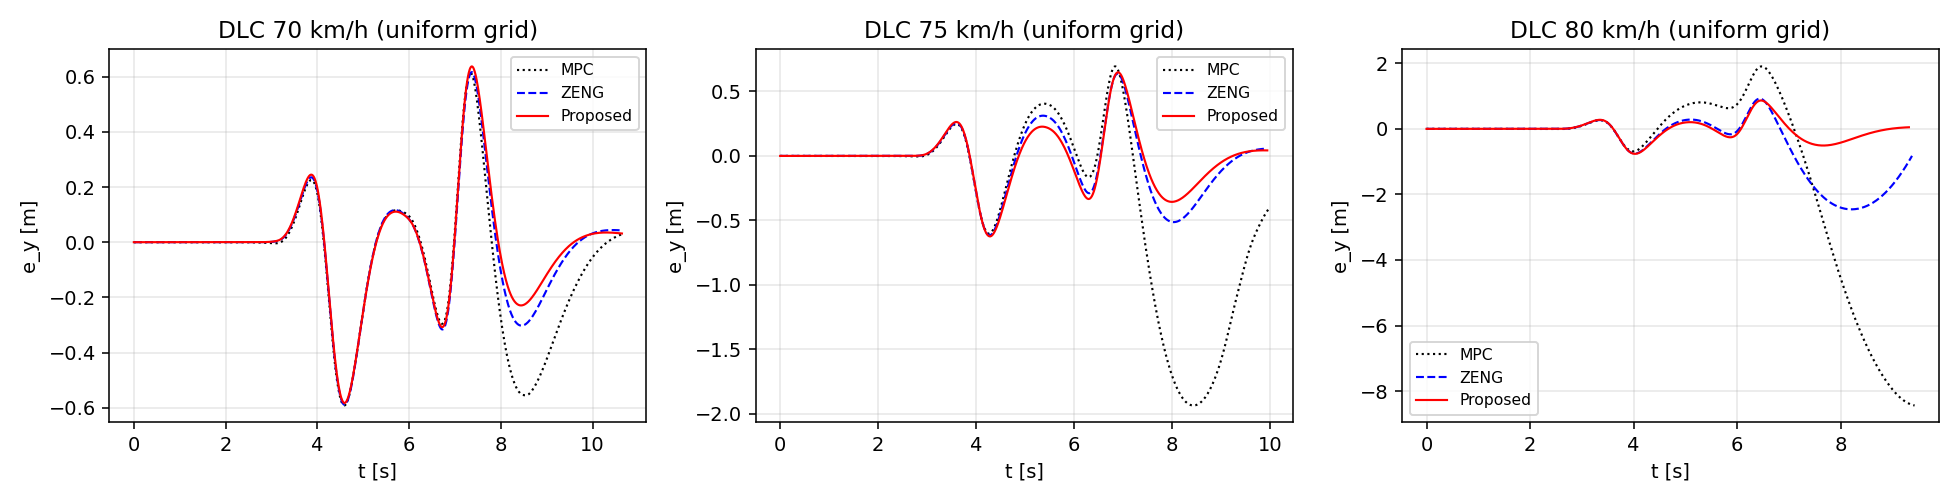 DLC 70 km/h (uniform grid)
e_y [m]
0.6
0.4
0.2
0.0
−0.2
−0.4
−0.6
0 2 4 6 8 10
t [s]
MPC
ZENG
Proposed
DLC 75 km/h (uniform grid)
e_y [m]
0.5
0.0
−0.5
−1.0
−1.5
−2.0
0 2 4 6 8 10
t [s]
MPC
ZENG
Proposed
DLC 80 km/h (uniform grid)
e_y [m]
2
0
−2
−4
−6
−8
0 2 4 6 8
t [s]
MPC
ZENG
Proposed